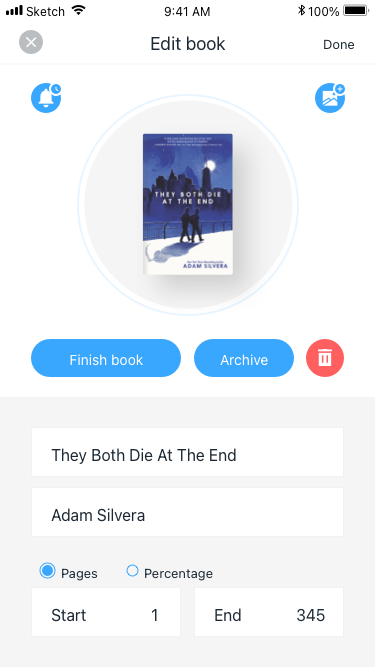 Sketch 9:41 AM 100%
Edit book Done
THEY BOTH DIE
AT THE END
ADAM SILVERA
Finish book Archive
They Both Die At The End
Adam Silvera
Pages Percentage
Start 1 End 345